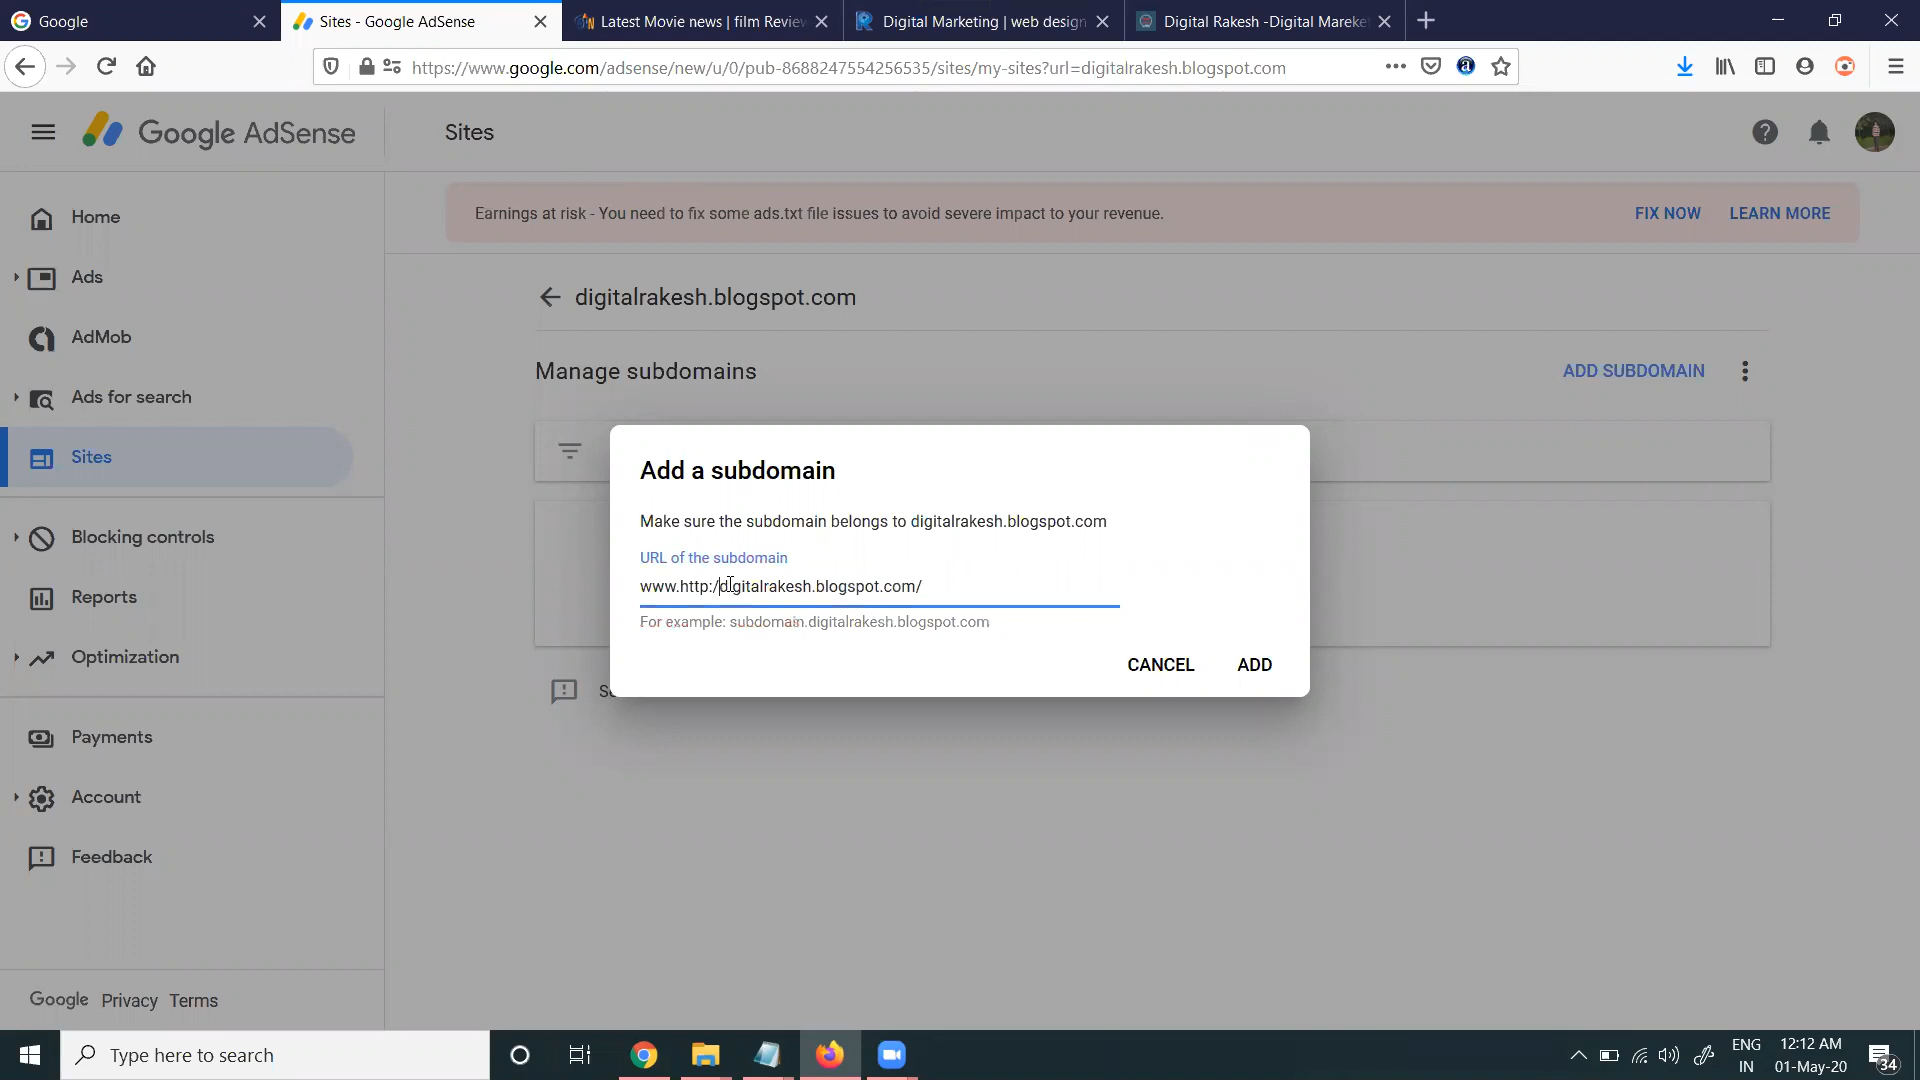 Google
Sites - Google AdSense
Latest Movie news | film Review
Digital Marketing | web design
Digital Rakesh -Digital Mareket
https://www.google.com/adsense/new/u/0/pub-8688247554256535/sites/my-sites?url=digitalrakesh.blogspot.com
Google AdSense
Sites
Home
Ads
AdMob
Ads for search
Sites
Blocking controls
Reports
Optimization
Payments
Account
Feedback
Google Privacy Terms
Earnings at risk - You need to fix some ads.txt file issues to avoid severe impact to your revenue.
FIX NOW
LEARN MORE
digitalrakesh.blogspot.com
Manage subdomains
ADD SUBDOMAIN
Add a subdomain
Make sure the subdomain belongs to digitalrakesh.blogspot.com
URL of the subdomain
www.http:/digitalrakesh.blogspot.com/
For example: subdomain.digitalrakesh.blogspot.com
CANCEL
ADD
Type here to search
ENG
IN
12:12 AM
01-May-20
34